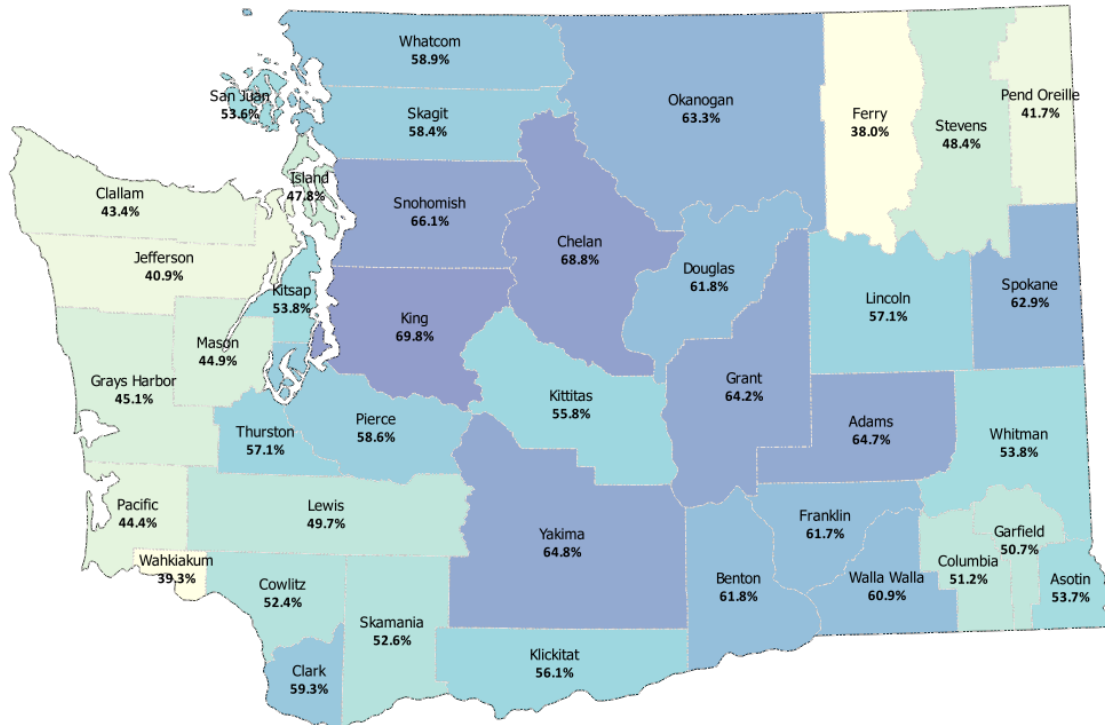 Whatcom
58.9%
San Juan
53.6%
Skagit
58.4%
Okanogan
63.3%
Ferry
38.0%
Stevens
48.4%
Pend Oreille
41.7%
Clallam
43.4%
Island
47.8%
Snohomish
66.1%
Chelan
68.8%
Douglas
61.8%
Jefferson
40.9%
Kitsap
53.8%
King
69.8%
Lincoln
57.1%
Spokane
62.9%
Mason
44.9%
Grays Harbor
45.1%
Kittitas
55.8%
Grant
64.2%
Thurston
57.1%
Pierce
58.6%
Adams
64.7%
Whitman
53.8%
Pacific
44.4%
Lewis
49.7%
Yakima
64.8%
Franklin
61.7%
Garfield
50.7%
Wahkiakum
39.3%
Cowlitz
52.4%
Benton
61.8%
Walla Walla
60.9%
Columbia
51.2%
Asotin
53.7%
Skamania
52.6%
Klickitat
56.1%
Clark
59.3%